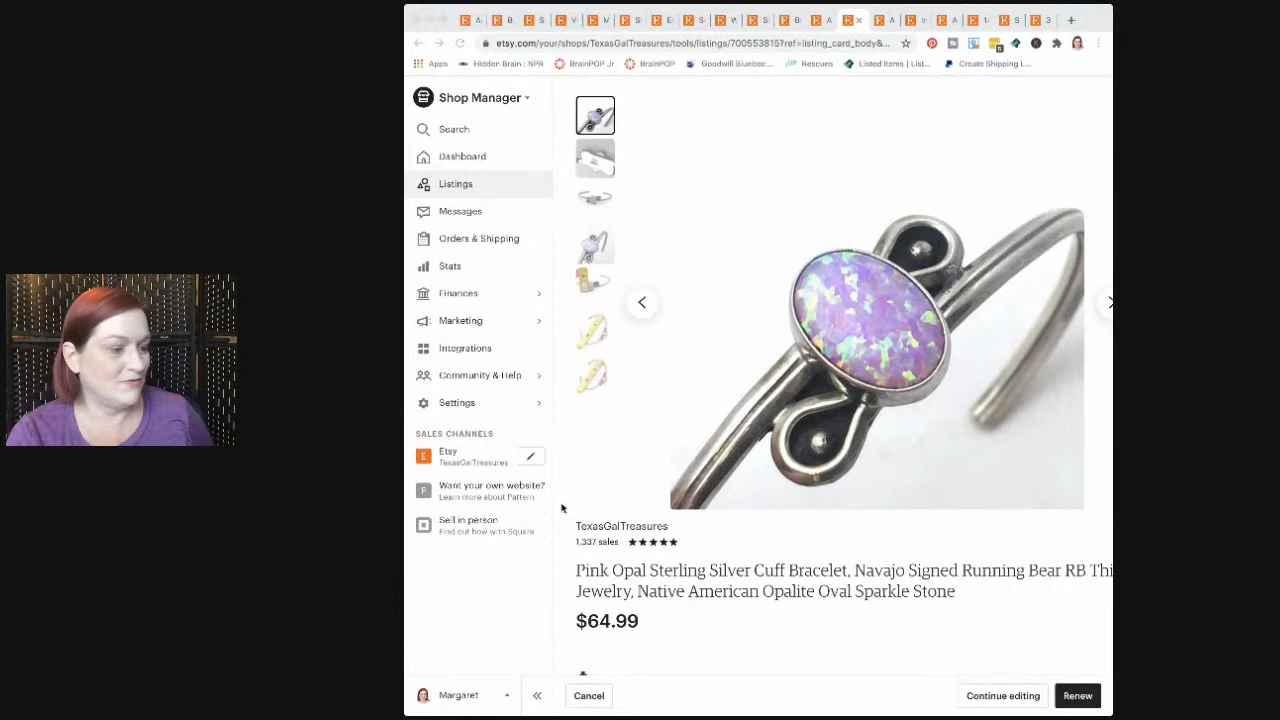 etsy.com/your/shops/TexasGalTreasures/tools/listings/700553815?ref=listing_card_body&...
Apps
Hidden Brain : NPR
BrainPOP Jr
BrainPOP
Goodwill Bluebox:...
Rescues
Listed Items | List...
Create Shipping L...
Shop Manager
Search
Dashboard
Listings
Messages
Orders & Shipping
Stats
Finances
Marketing
Integrations
Community & Help
Settings
SALES CHANNELS
Etsy
TexasGalTreasures
Want your own website?
Learn more about Pattern
Sell in person
Find out how with Square
TexasGalTreasures
1,337 sales ★★★★★
Pink Opal Sterling Silver Cuff Bracelet, Navajo Signed Running Bear RB Thi
Jewelry, Native American Opalite Oval Sparkle Stone
$64.99
Margaret
Cancel
Continue editing
Renew